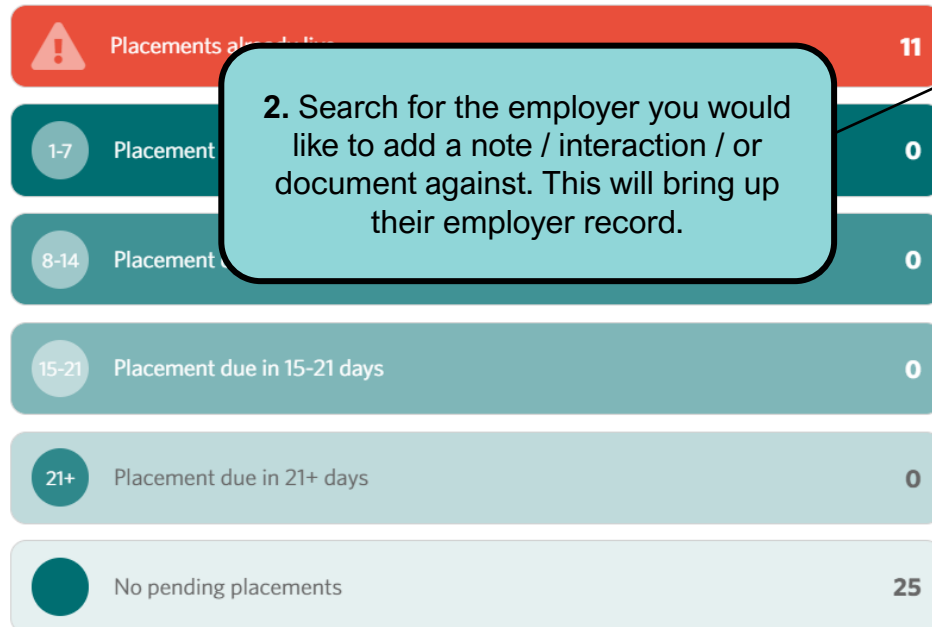 Placements already live
11
2. Search for the employer you would
like to add a note / interaction / or
document against. This will bring up
their employer record.
1-7
Placement
0
8-14
Placement
0
15-21
Placement due in 15-21 days
0
21+
Placement due in 21+ days
0
No pending placements
25